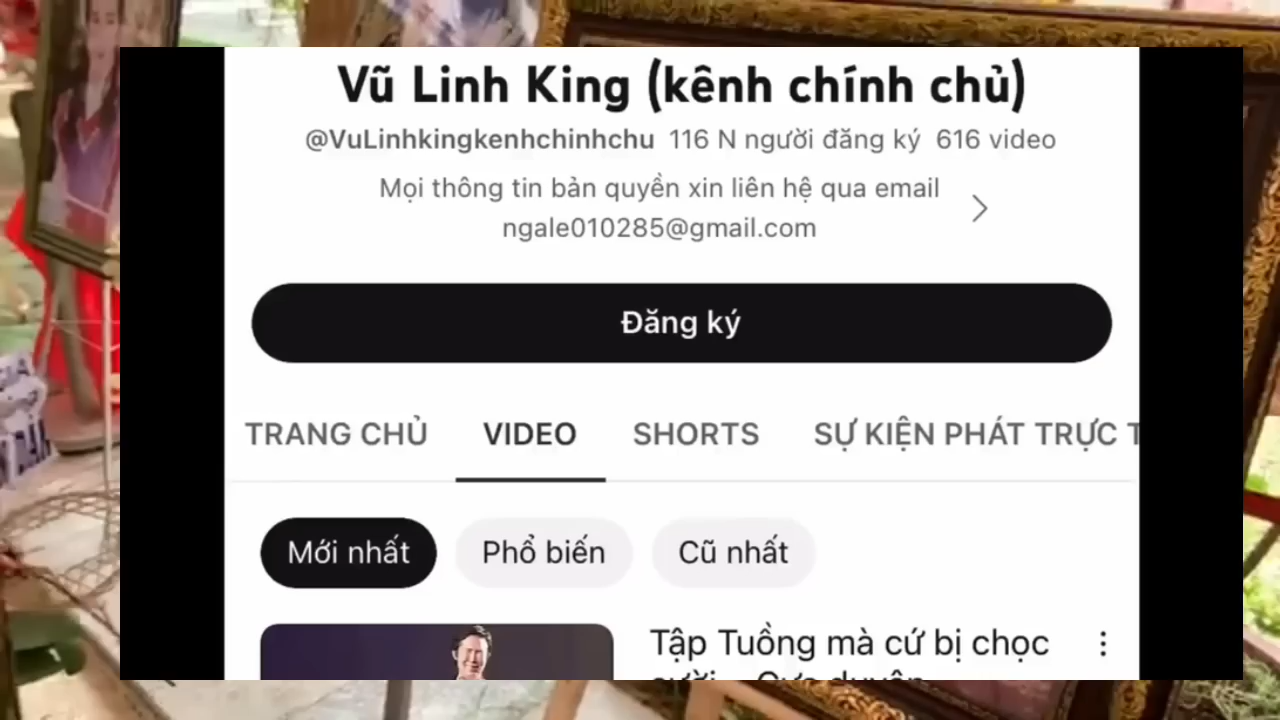 Vũ Linh King (kênh chính chủ)
@VuLinhkingkenhchinhchu 116 N người đăng ký 616 video
Mọi thông tin bản quyền xin liên hệ qua email
ngale010285@gmail.com
Đăng ký
TRANG CHỦ VIDEO SHORTS SỰ KIỆN PHÁT TRỰC T
Mới nhất Phổ biến Cũ nhất
Tập Tuồng mà cứ bị chọc